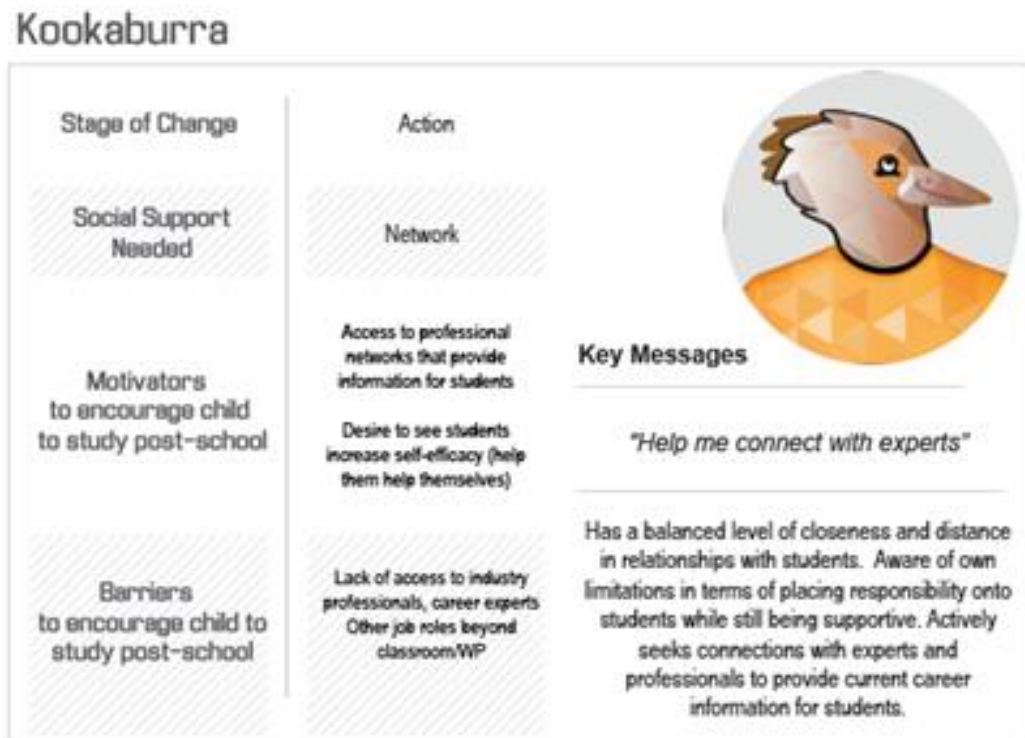 Kookaburra
Stage of Change
Action
Social Support
Needed
Network
Motivators
to encourage child
to study post-school
Access to professional
networks that provide
information for students
Desire to see students
increase self-efficacy (help
them help themselves)
Barriers
to encourage child to
study post-school
Lack of access to industry
professionals, career experts
Other job roles beyond
classroom/WP
Key Messages
"Help me connect with experts"
Has a balanced level of closeness and distance
in relationships with students. Aware of own
limitations in terms of placing responsibility onto
students while still being supportive. Actively
seeks connections with experts and
professionals to provide current career
information for students.